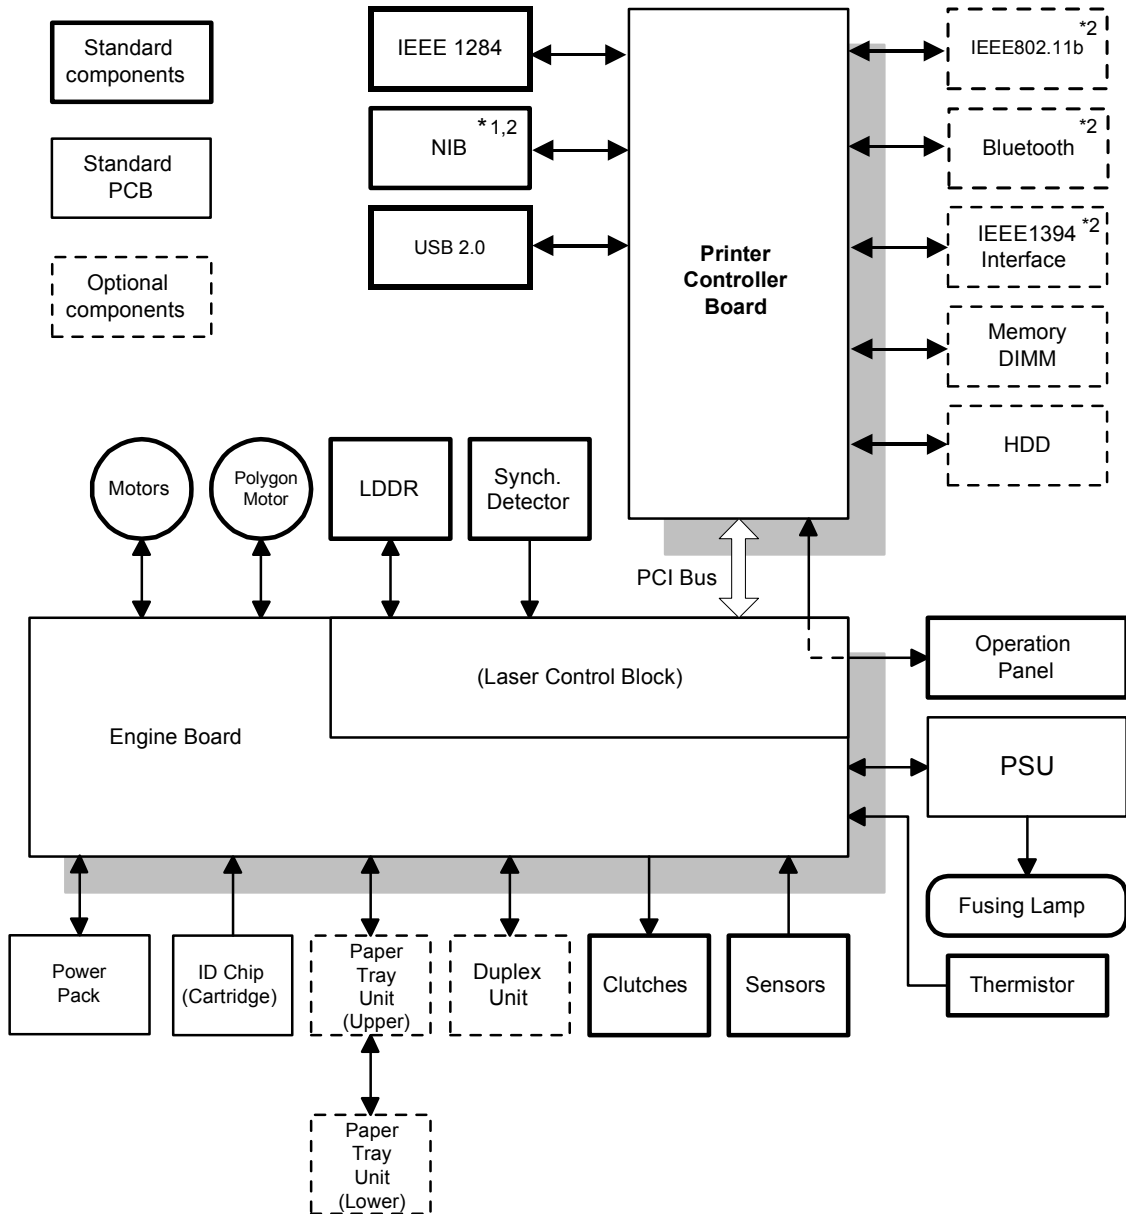 Standard
components
Standard
PCB
Optional
components
IEEE 1284
NIB *1,2
USB 2.0
Printer
Controller
Board
IEEE802.11b *2
Bluetooth *2
IEEE1394 *2
Interface
Memory
DIMM
HDD
Motors
Polygon
Motor
LDDR
Synch.
Detector
PCI Bus
Engine Board
(Laser Control Block)
Operation
Panel
PSU
Fusing Lamp
Thermistor
Power
Pack
ID Chip
(Cartridge)
Paper
Tray
Unit
(Upper)
Duplex
Unit
Clutches
Sensors
Paper
Tray
Unit
(Lower)